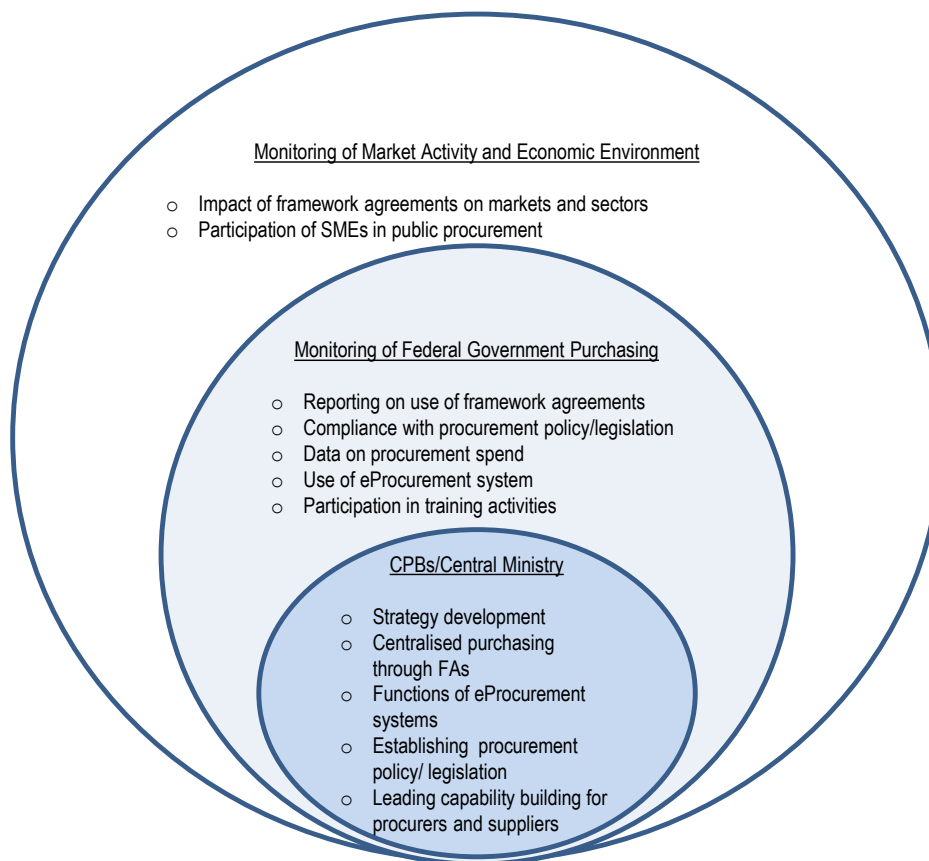 Monitoring of Market Activity and Economic Environment
o Impact of framework agreements on markets and sectors
o Participation of SMEs in public procurement
Monitoring of Federal Government Purchasing
o Reporting on use of framework agreements
o Compliance with procurement policy/legislation
o Data on procurement spend
o Use of eProcurement system
o Participation in training activities
CPBs/Central Ministry
o Strategy development
o Centralised purchasing
through FAs
o Functions of eProcurement
systems
o Establishing procurement
policy/ legislation
o Leading capability building for
procurers and suppliers